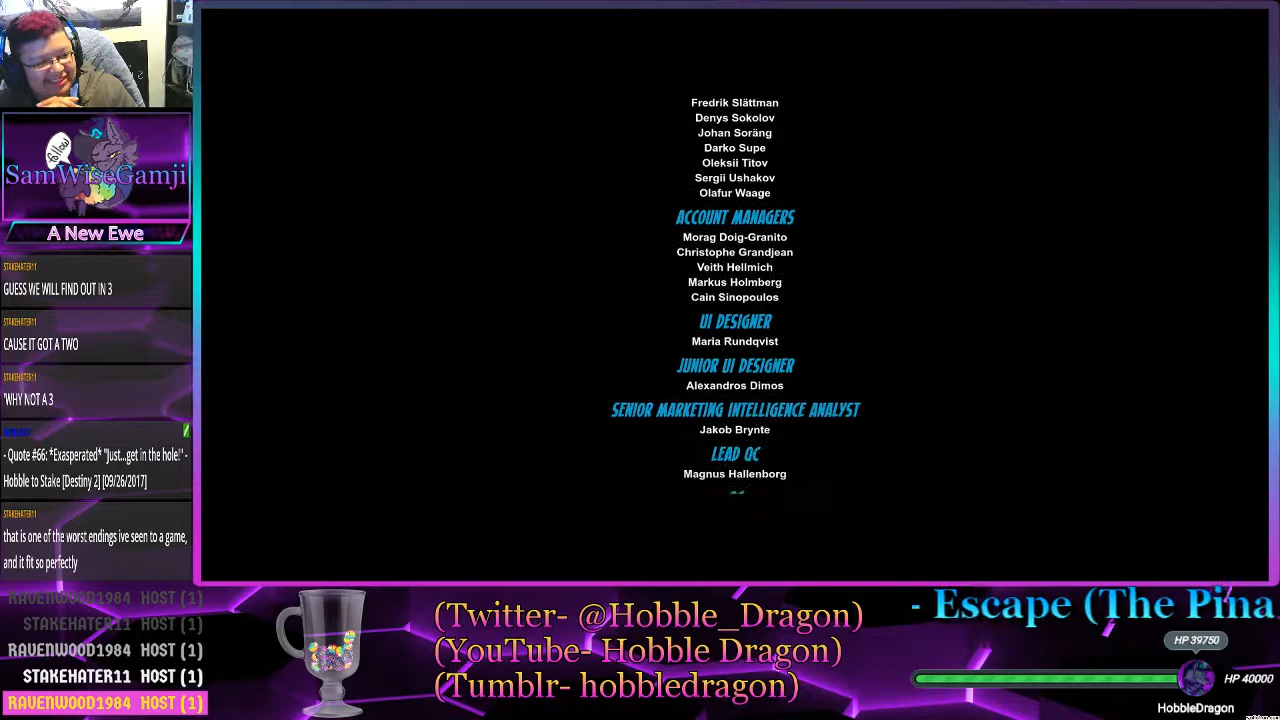 follow
SamWiseGamji
A New Ewe
STAKEHATER11
GUESS WE WILL FIND OUT IN 3
STAKEHATER11
CAUSE IT GOT A TWO
STAKEHATER11
'WHY NOT A 3
- Quote #66: *Exasperated* "Just...get in the hole!" -
Hobble to Stake [Destiny 2] [09/26/2017]
STAKEHATER11
that is one of the worst endings ive seen to a game,
and it fit so perfectly
RAVENWOOD1984 HOST (1)
STAKEHATER11 HOST (1)
RAVENWOOD1984 HOST (1)
STAKEHATER11 HOST (1)
RAVENWOOD1984 HOST (1)
Fredrik Slättman
Denys Sokolov
Johan Soräng
Darko Supe
Oleksii Titov
Sergii Ushakov
Olafur Waage
ACCOUNT MANAGERS
Morag Doig-Granito
Christophe Grandjean
Veith Hellmich
Markus Holmberg
Cain Sinopoulos
UI DESIGNER
Maria Rundqvist
JUNIOR UI DESIGNER
Alexandros Dimos
SENIOR MARKETING INTELLIGENCE ANALYST
Jakob Brynte
LEAD QC
Magnus Hallenborg
(Twitter- @Hobble_Dragon)
(YouTube- Hobble Dragon)
(Tumblr- hobbledragon)
- Escape (The Pina
HP 39750
HP 40000
HobbleDragon